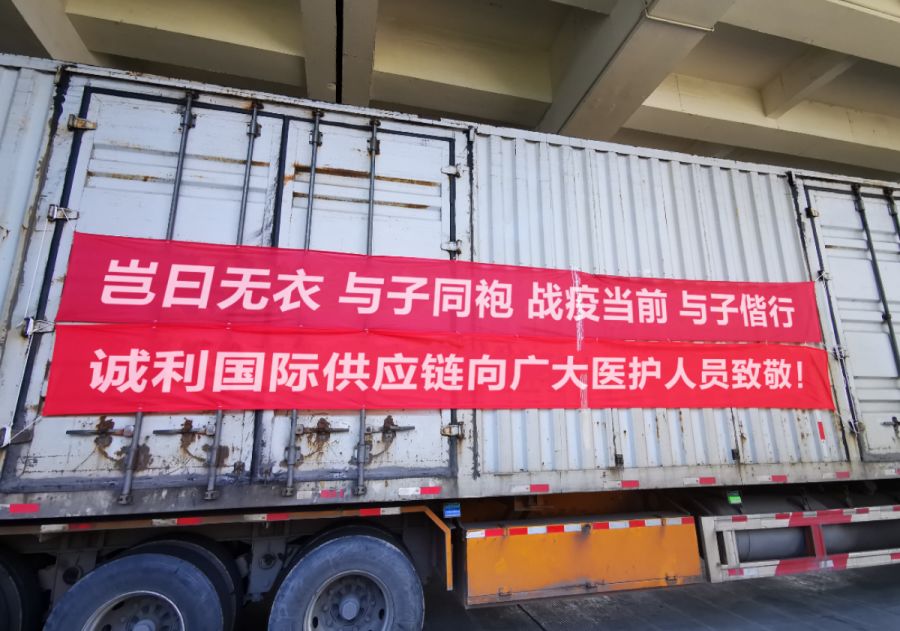 岂曰无衣 与子同袍 战疫当前 与子偕行
诚利国际供应链向广大医护人员致敬!